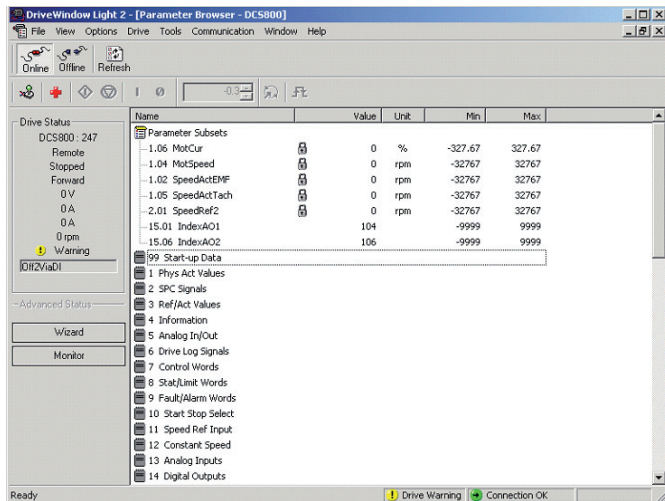 DriveWindow Light 2 - [Parameter Browser - DCS800]
File View Options Drive Tools Communication Window Help
Online Offline Refresh
-0.3
Drive Status
DCS800 : 247
Remote
Stopped
Forward
0 V
0 A
0 A
0 rpm
Warning
Off2ViaDI
Advanced Status
Wizard
Monitor
Name Value Unit Min Max
Parameter Subsets
1.06 MotCur 0 % -327.67 327.67
1.04 MotSpeed 0 rpm -32767 32767
1.02 SpeedActEMF 0 rpm -32767 32767
1.05 SpeedActTach 0 rpm -32767 32767
2.01 SpeedRef2 0 rpm -32767 32767
15.01 IndexAO1 104 -9999 9999
15.06 IndexAO2 106 -9999 9999
99 Start-up Data
1 Phys Act Values
2 SPC Signals
3 Ref/Act Values
4 Information
5 Analog In/Out
6 Drive Log Signals
7 Control Words
8 Stat/Limit Words
9 Fault/Alarm Words
10 Start Stop Select
11 Speed Ref Input
12 Constant Speed
13 Analog Inputs
14 Digital Outputs
Ready Drive Warning Connection OK